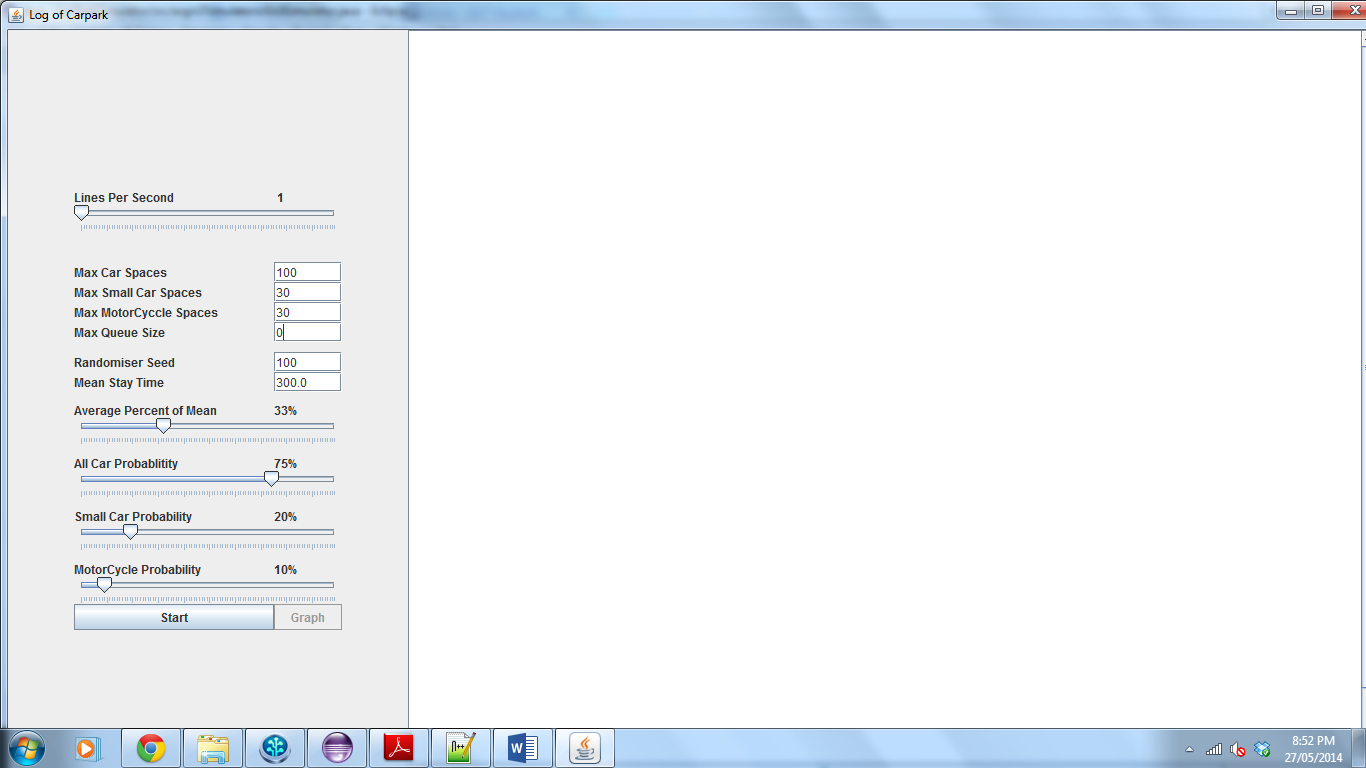 Log of Carpark
Lines Per Second 1
Max Car Spaces 100
Max Small Car Spaces 30
Max MotorCyccle Spaces 30
Max Queue Size 0
Randomiser Seed 100
Mean Stay Time 300.0
Average Percent of Mean 33%
All Car Probablitity 75%
Small Car Probability 20%
MotorCycle Probability 10%
Start Graph
8:52 PM
27/05/2014